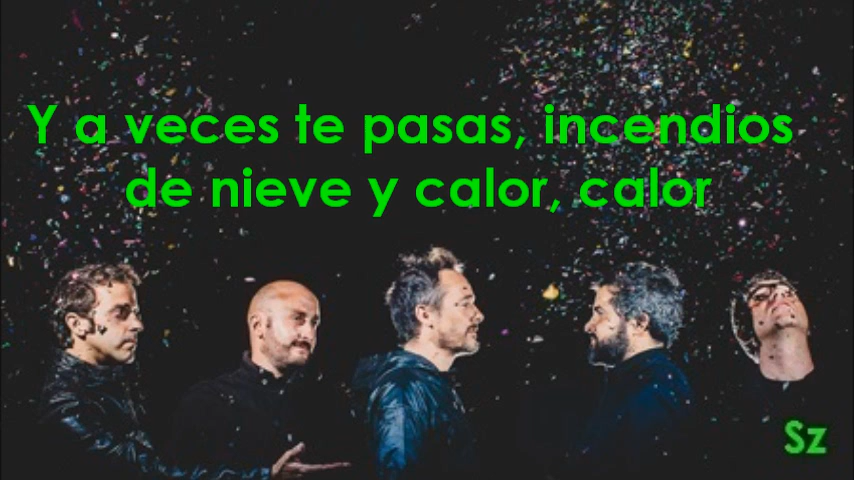 Y a veces te pasas, incendios
de nieve y calor, calor
Sz